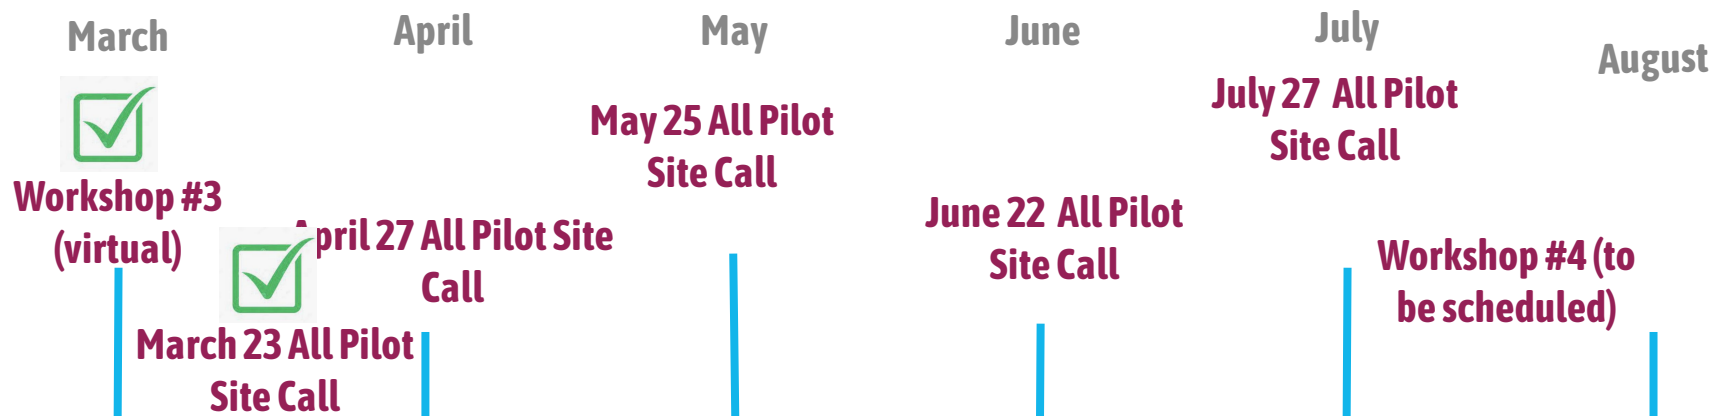 March
April
May
June
July
August
Workshop #3
(virtual)
March 23 All Pilot
Site Call
April 27 All Pilot Site
Call
May 25 All Pilot
Site Call
June 22 All Pilot
Site Call
July 27 All Pilot
Site Call
Workshop #4 (to
be scheduled)